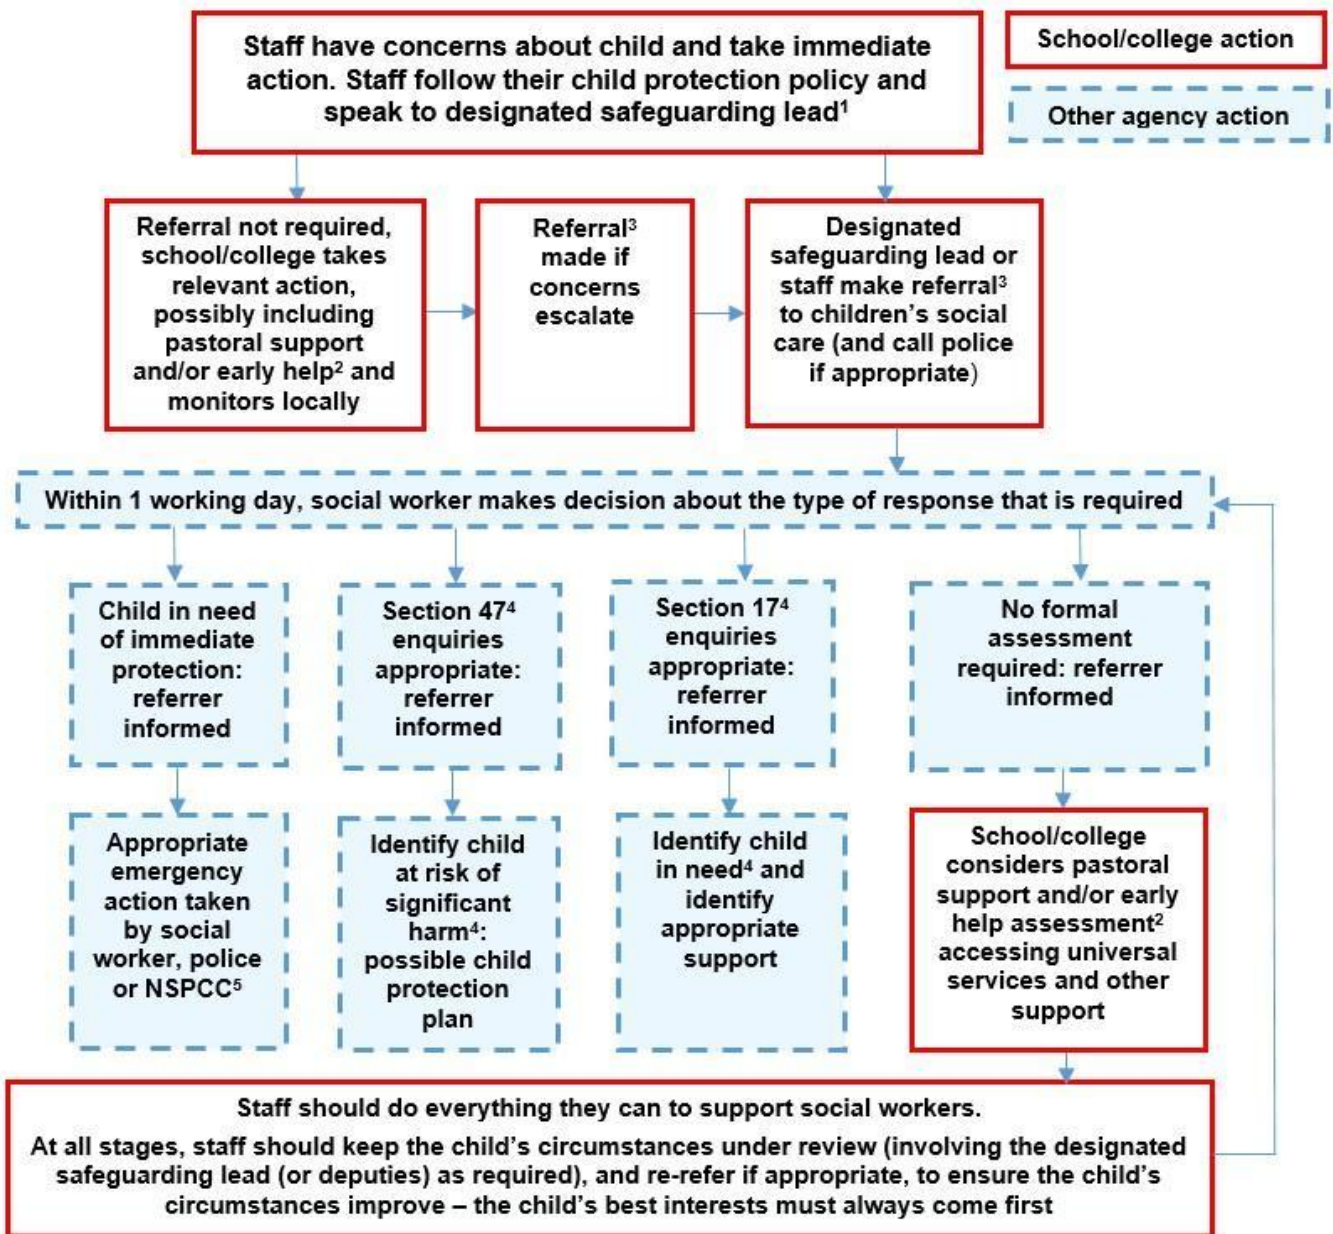 Staff have concerns about child and take immediate
action. Staff follow their child protection policy and
speak to designated safeguarding lead¹
School/college action
Other agency action
Referral not required,
school/college takes
relevant action,
possibly including
pastoral support
and/or early help² and
monitors locally
Referral³
made if
concerns
escalate
Designated
safeguarding lead or
staff make referral³
to children’s social
care (and call police
if appropriate)
Within 1 working day, social worker makes decision about the type of response that is required
Child in need
of immediate
protection:
referrer
informed
Section 47⁴
enquiries
appropriate:
referrer
informed
Section 17⁴
enquiries
appropriate:
referrer
informed
No formal
assessment
required: referrer
informed
Appropriate
emergency
action taken
by social
worker, police
or NSPCC⁵
Identify child
at risk of
significant
harm⁴:
possible child
protection
plan
Identify child
in need⁴ and
identify
appropriate
support
School/college
considers pastoral
support and/or early
help assessment²
accessing universal
services and other
support
Staff should do everything they can to support social workers.
At all stages, staff should keep the child’s circumstances under review (involving the designated
safeguarding lead (or deputies) as required), and re-refer if appropriate, to ensure the child’s
circumstances improve – the child’s best interests must always come first